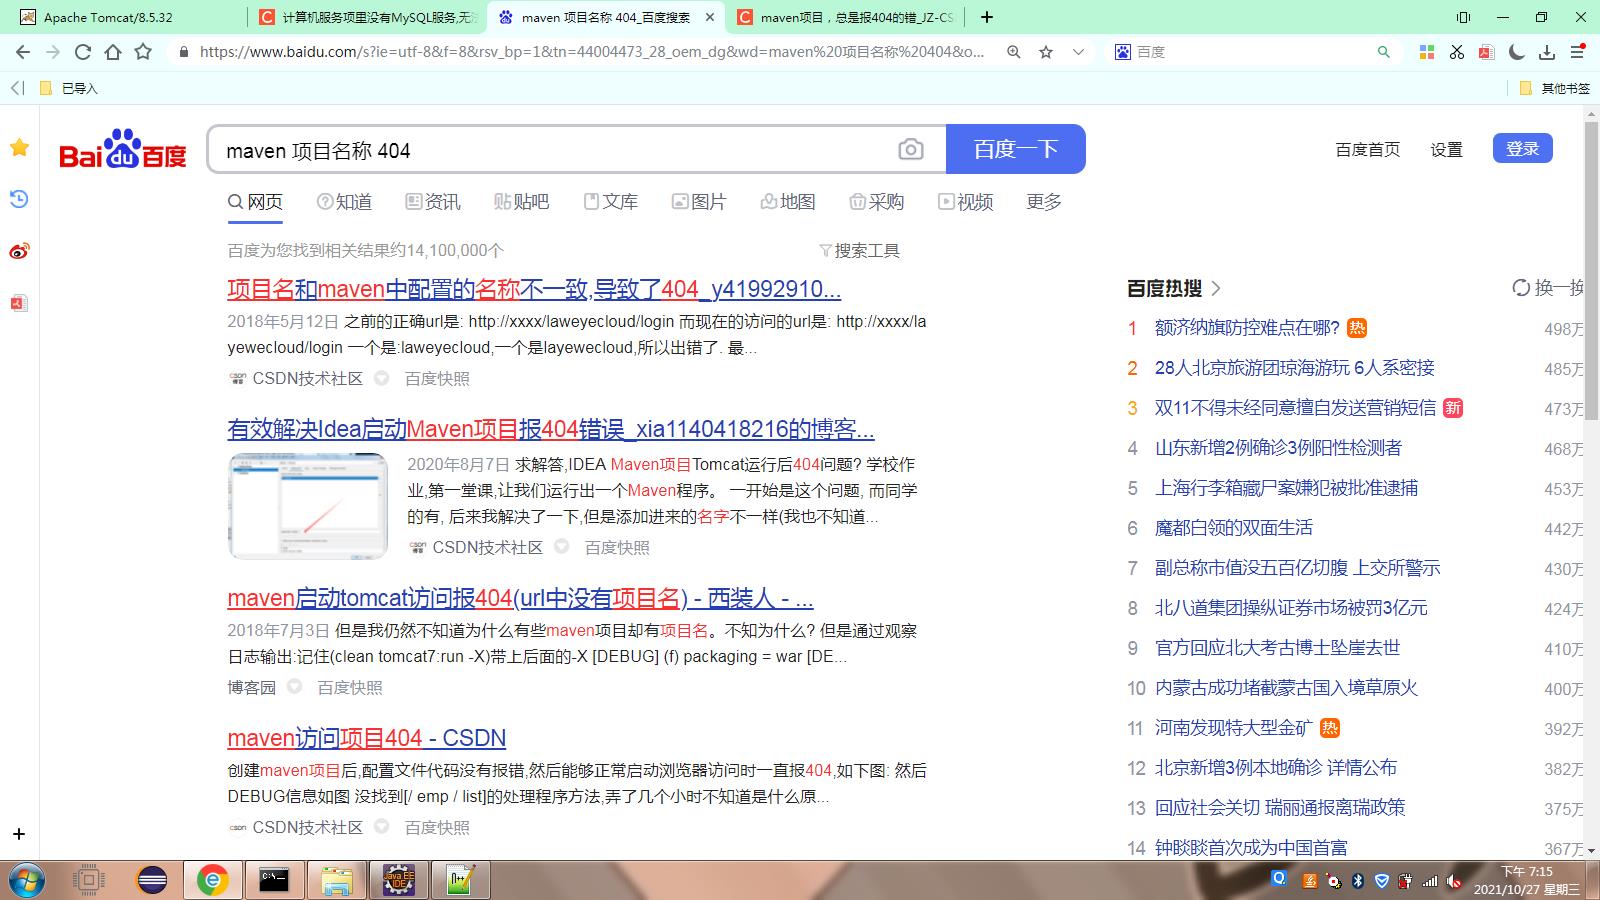 Apache Tomcat/8.5.32
计算机服务项里没有MySQL服务,无
maven 项目名称 404_百度搜索
maven项目，总是报404的错_JZ-CS
https://www.baidu.com/s?ie=utf-8&f=8&rsv_bp=1&tn=44004473_28_oem_dg&wd=maven%20项目名称%20404&o...
百度
已导入
其他书签
Bai du 百度
maven 项目名称 404
百度一下
百度首页 设置 登录
网页 知道 资讯 贴吧 文库 图片 地图 采购 视频 更多
百度为您找到相关结果约14,100,000个
搜索工具
项目名和maven中配置的名称不一致,导致了404_y41992910...
2018年5月12日 之前的正确url是: http://xxxx/laweyecloud/login 而现在的访问的url是: http://xxxx/la
yewecloud/login 一个是:laweyecloud,一个是layewecloud,所以出错了. 最...
CSDN技术社区 百度快照
有效解决Idea启动Maven项目报404错误_xia1140418216的博客...
2020年8月7日 求解答,IDEA Maven项目Tomcat运行后404问题? 学校作
业,第一堂课,让我们运行出一个Maven程序。 一开始是这个问题, 而同学
的有, 后来我解决了一下,但是添加进来的名字不一样(我也不知道...
CSDN技术社区 百度快照
maven启动tomcat访问报404(url中没有项目名) - 西装人 - ...
2018年7月3日 但是我仍然不知道为什么有些maven项目却有项目名。不知为什么? 但是通过观察
日志输出:记住(clean tomcat7:run -X)带上后面的-X [DEBUG] (f) packaging = war [DE...
博客园 百度快照
maven访问项目404 - CSDN
创建maven项目后,配置文件代码没有报错,然后能够正常启动浏览器访问时一直报404,如下图: 然后
DEBUG信息如图 没找到[/ emp / list]的处理程序方法,弄了几个小时不知道是什么原...
CSDN技术社区 百度快照
百度热搜
换一换
1 额济纳旗防控难点在哪? 热 498万
2 28人北京旅游团琼海游玩 6人系密接 485万
3 双11不得未经同意擅自发送营销短信 新 473万
4 山东新增2例确诊3例阳性检测者 468万
5 上海行李箱藏尸案嫌犯被批准逮捕 453万
6 魔都白领的双面生活 442万
7 副总称市值没五百亿切腹 上交所警示 430万
8 北八道集团操纵证券市场被罚3亿元 424万
9 官方回应北大考古博士坠崖去世 410万
10 内蒙古成功堵截蒙古国入境草原火 400万
11 河南发现特大型金矿 热 392万
12 北京新增3例本地确诊 详情公布 382万
13 回应社会关切 瑞丽通报离瑞政策 375万
14 钟睒睒首次成为中国首富 367万
Java EE
IDE
下午 7:15
2021/10/27 星期三